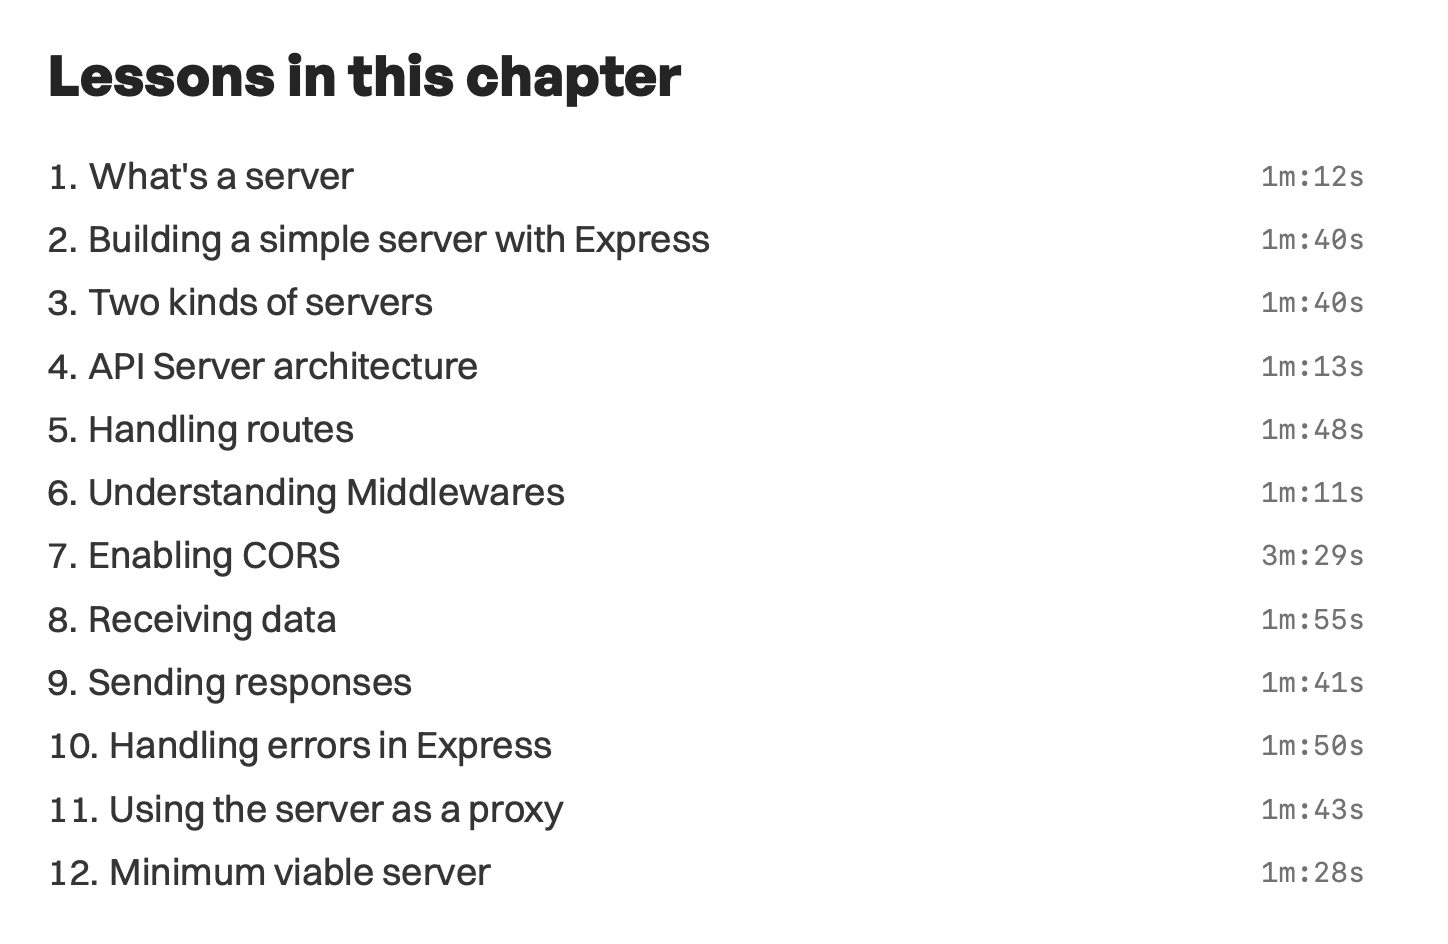 Lessons in this chapter
1. What's a server 1m:12s
2. Building a simple server with Express 1m:40s
3. Two kinds of servers 1m:40s
4. API Server architecture 1m:13s
5. Handling routes 1m:48s
6. Understanding Middlewares 1m:11s
7. Enabling CORS 3m:29s
8. Receiving data 1m:55s
9. Sending responses 1m:41s
10. Handling errors in Express 1m:50s
11. Using the server as a proxy 1m:43s
12. Minimum viable server 1m:28s